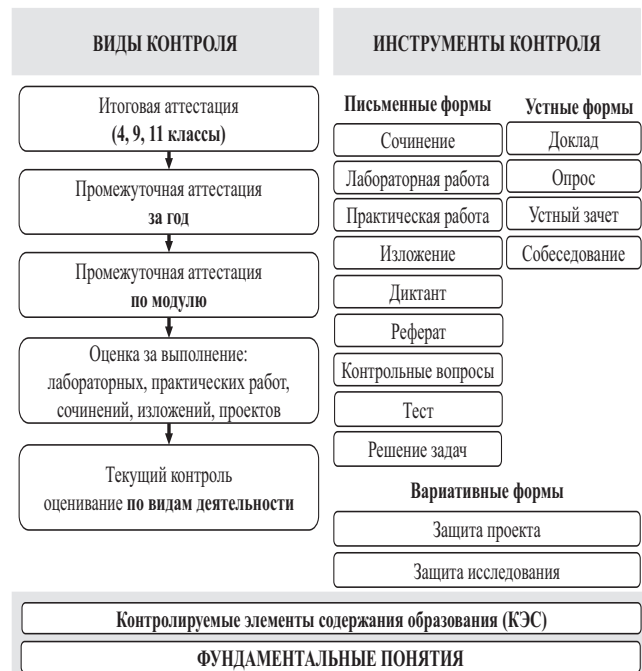 ВИДЫ КОНТРОЛЯ
Итоговая аттестация
(4, 9, 11 классы)
Промежуточная аттестация
за год
Промежуточная аттестация
по модулю
Оценка за выполнение:
лабораторных, практических работ,
сочинений, изложений, проектов
Текущий контроль
оценивание по видам деятельности
ИНСТРУМЕНТЫ КОНТРОЛЯ
Письменные формы
Сочинение
Лабораторная работа
Практическая работа
Изложение
Диктант
Реферат
Контрольные вопросы
Тест
Решение задач
Устные формы
Доклад
Опрос
Устный зачет
Собеседование
Вариативные формы
Защита проекта
Защита исследования
Контролируемые элементы содержания образования (КЭС)
ФУНДАМЕНТАЛЬНЫЕ ПОНЯТИЯ